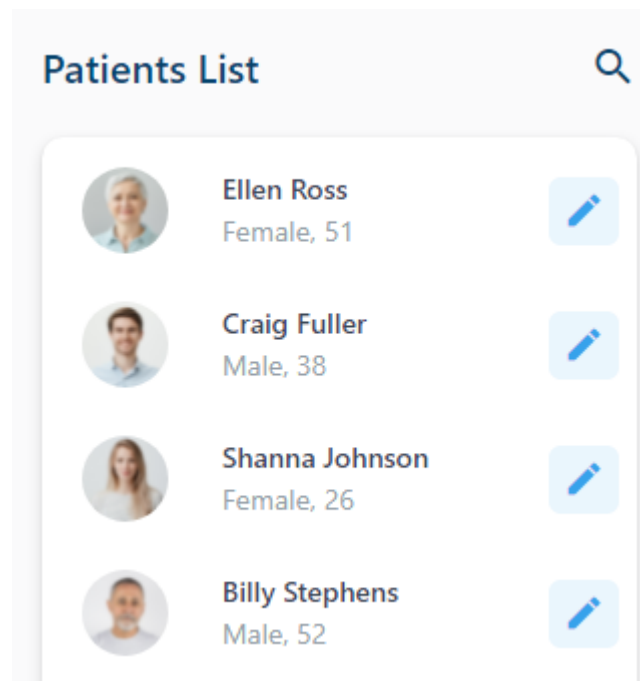 Patients List
Ellen Ross
Female, 51
Craig Fuller
Male, 38
Shanna Johnson
Female, 26
Billy Stephens
Male, 52